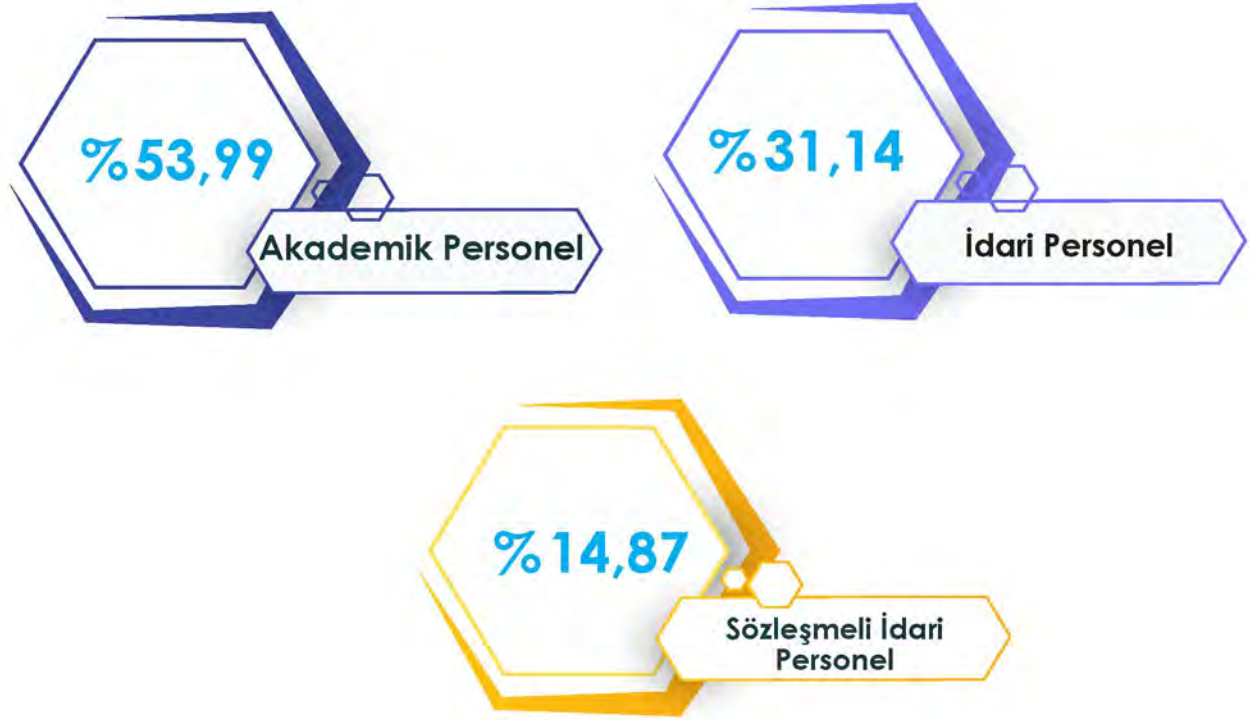 %53,99
Akademik Personel
%31,14
İdari Personel
%14,87
Sözleşmeli İdari
Personel